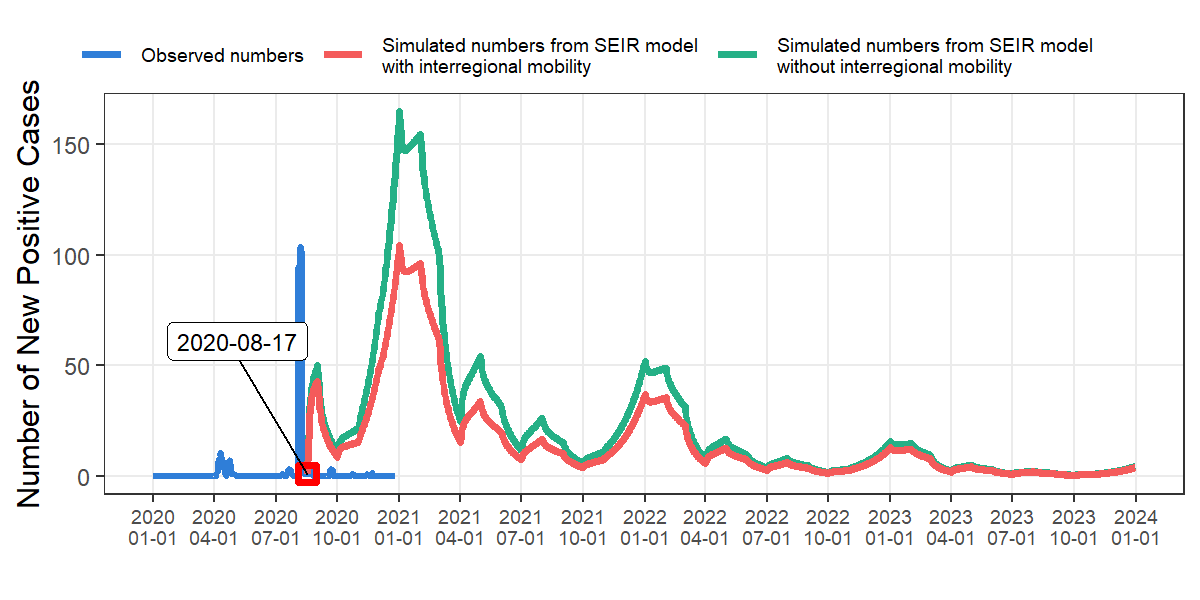 Observed numbers
Simulated numbers from SEIR model
with interregional mobility
Simulated numbers from SEIR model
without interregional mobility
Number of New Positive Cases
150
100
50
0
2020-08-17
2020 2020 2020 2020 2021 2021 2021 2021 2022 2022 2022 2022 2023 2023 2023 2023 2024
01-01 04-01 07-01 10-01 01-01 04-01 07-01 10-01 01-01 04-01 07-01 10-01 01-01 04-01 07-01 10-01 01-01